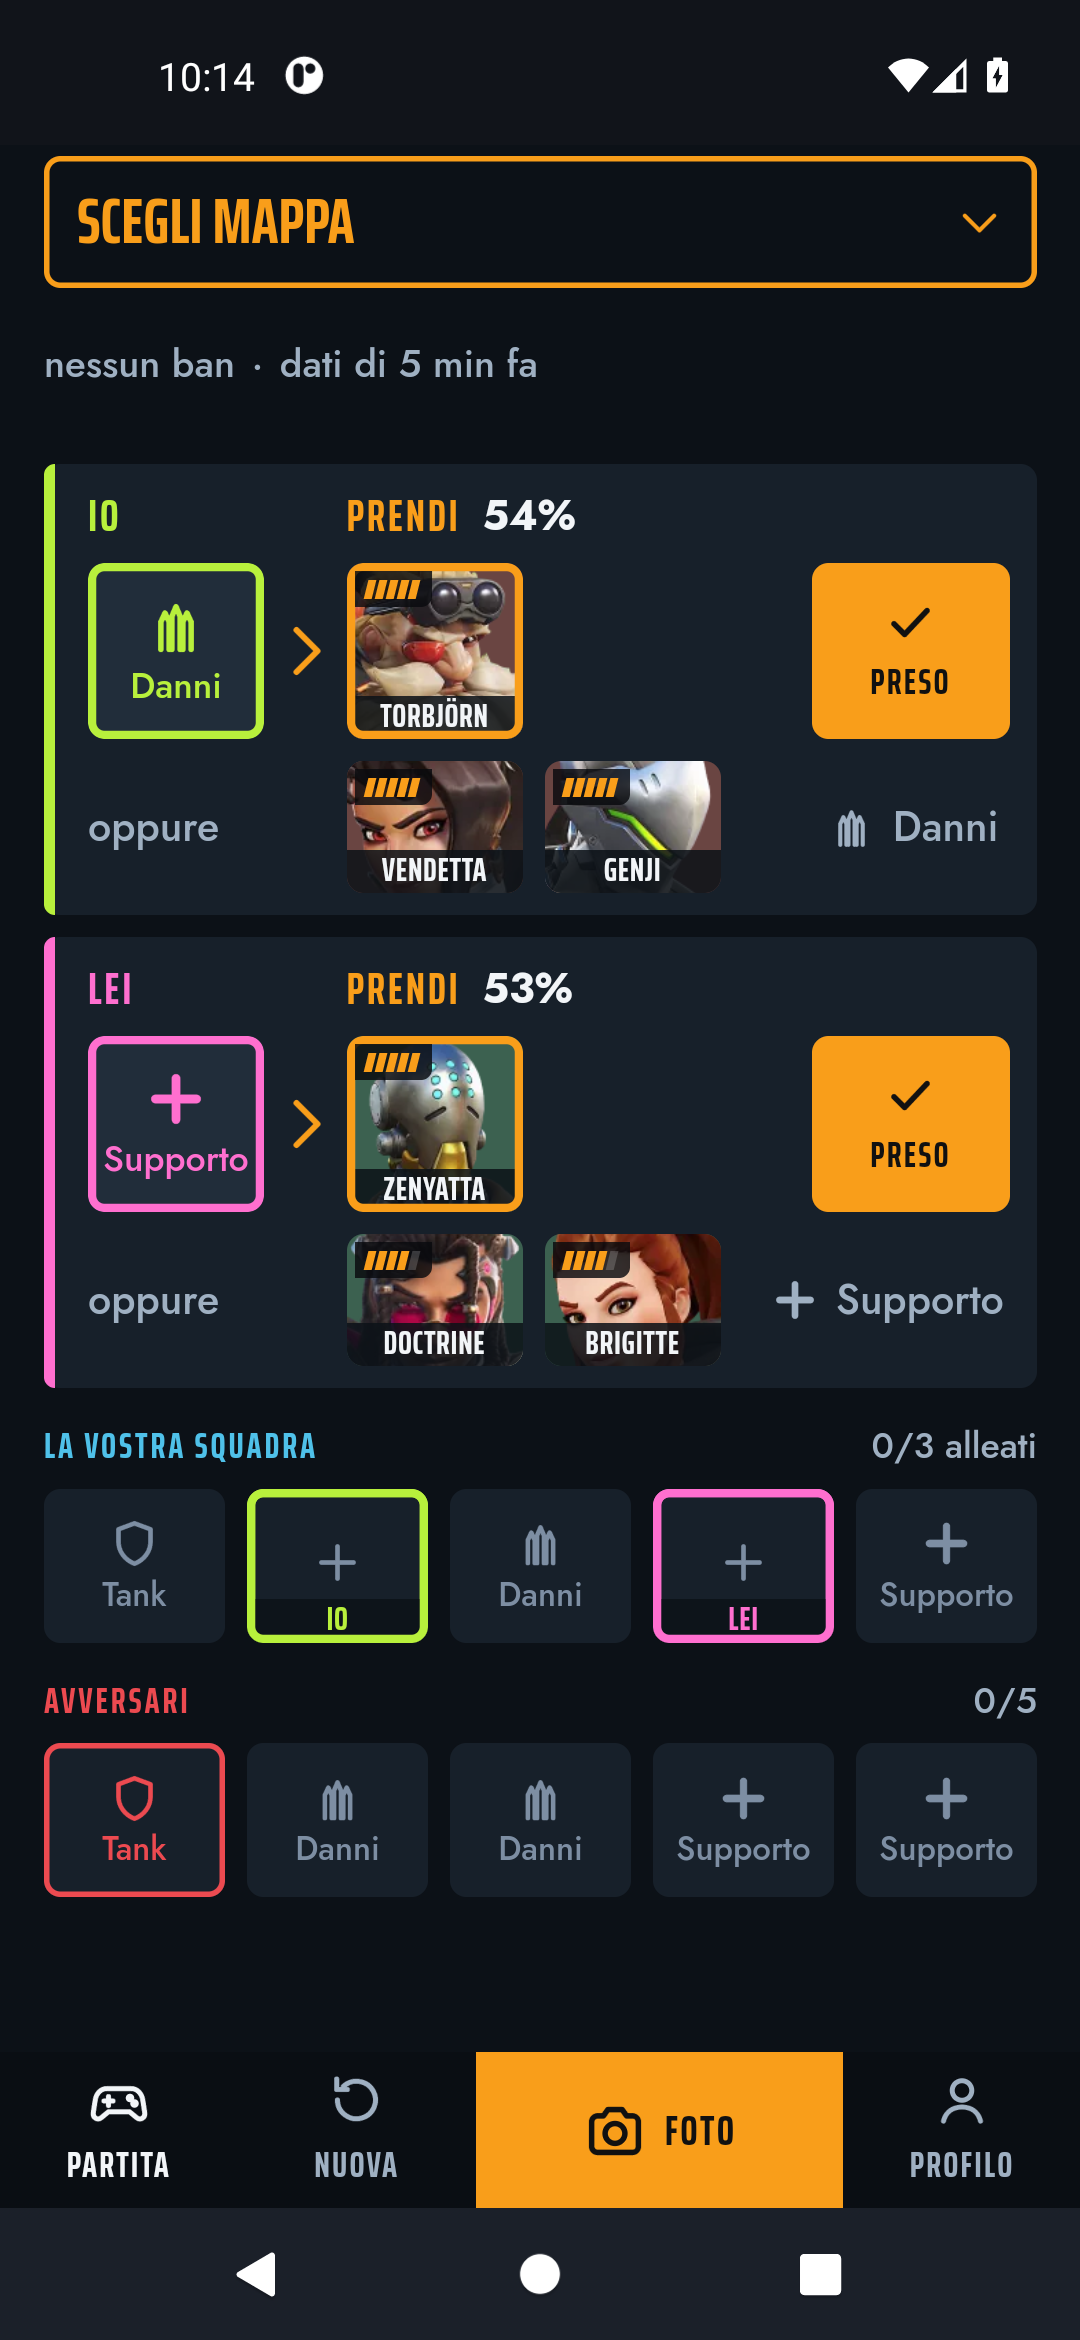 10:14
SCEGLI MAPPA
nessun ban · dati di 5 min fa
IO PRENDI 54%
Danni
TORBJÖRN
PRESO
oppure
VENDETTA
GENJI
Danni
LEI PRENDI 53%
Supporto
ZENYATTA
PRESO
oppure
DOCTRINE
BRIGITTE
Supporto
LA VOSTRA SQUADRA 0/3 alleati
Tank
IO
Danni
LEI
Supporto
AVVERSARI 0/5
Tank
Danni
Danni
Supporto
Supporto
PARTITA
NUOVA
FOTO
PROFILO